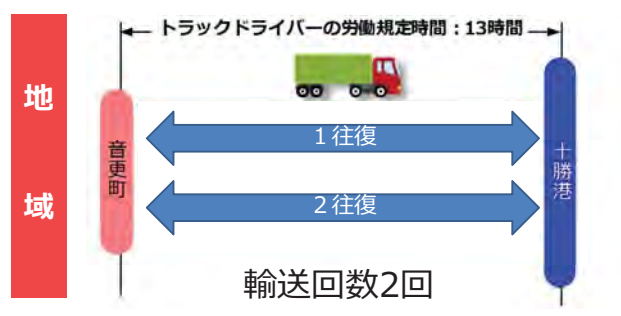 トラックドライバーの労働規定時間：13時間
地域
音更町
1往復
2往復
十勝港
輸送回数2回